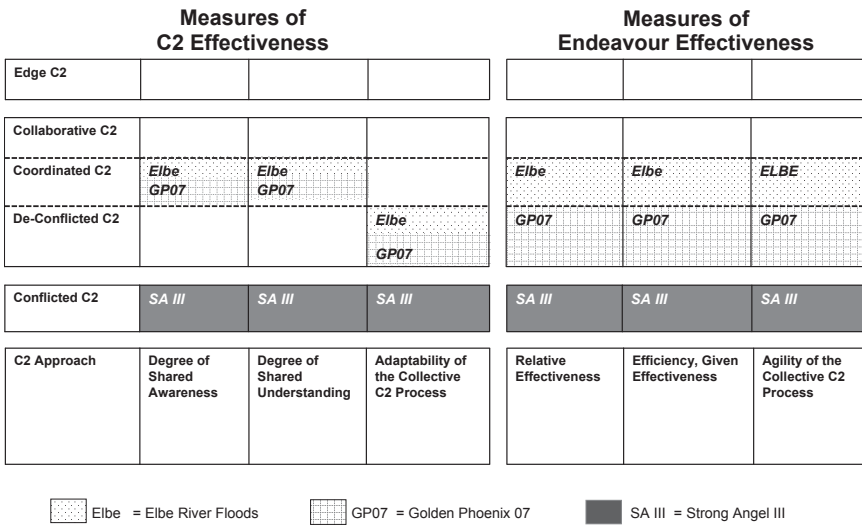 Measures of
C2 Effectiveness
Measures of
Endeavour Effectiveness
Edge C2
Collaborative C2
Coordinated C2
Elbe
GP07
Elbe
GP07
Elbe
Elbe
ELBE
De-Conflicted C2
Elbe
GP07
GP07
GP07
GP07
Conflicted C2
SA III
SA III
SA III
SA III
SA III
SA III
C2 Approach
Degree of
Shared
Awareness
Degree of
Shared
Understanding
Adaptability of
the Collective
C2 Process
Relative
Effectiveness
Efficiency, Given
Effectiveness
Agility of the
Collective C2
Process
Elbe = Elbe River Floods
GP07 = Golden Phoenix 07
SA III = Strong Angel III